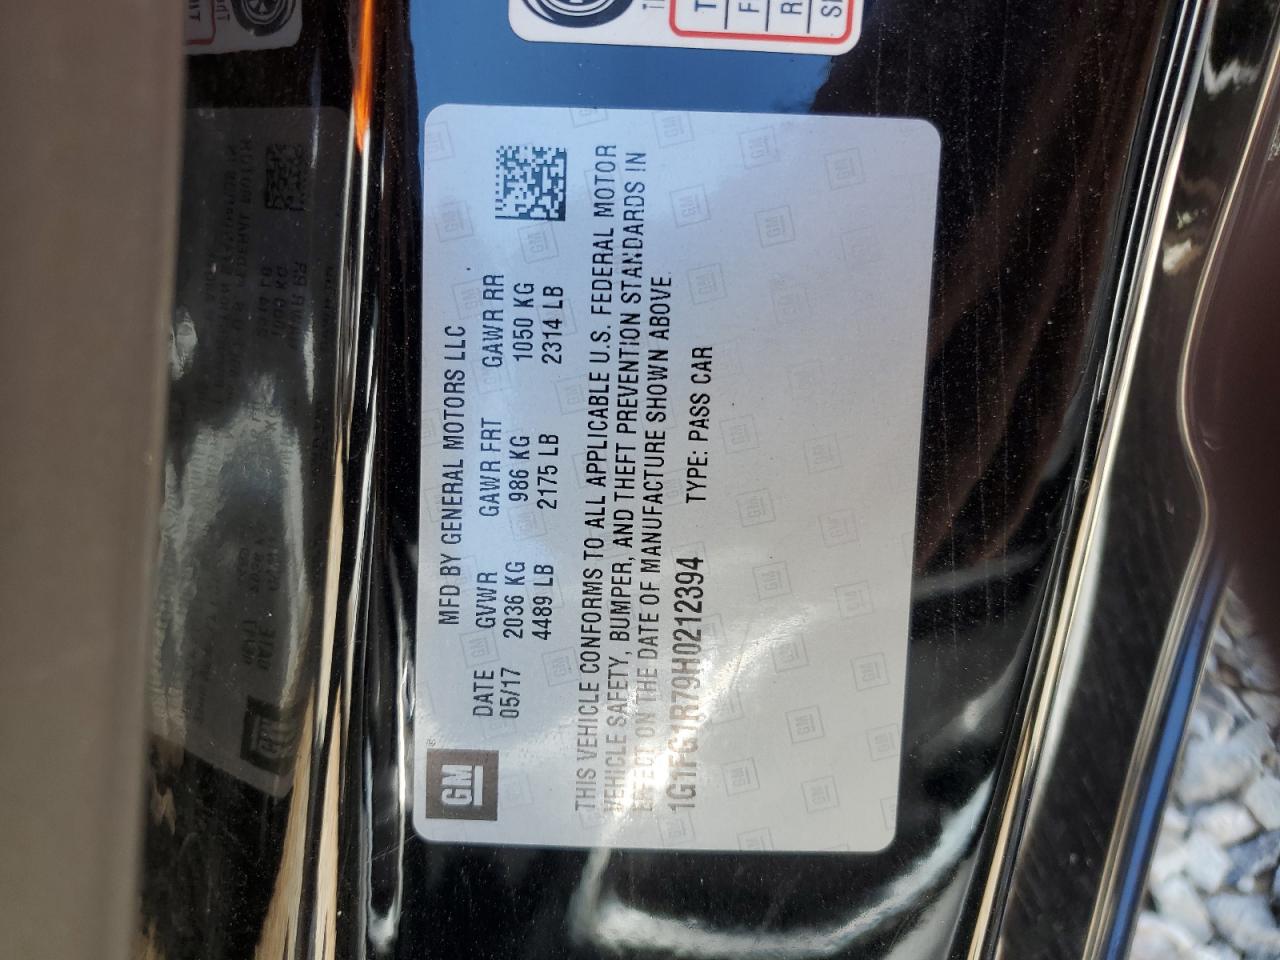 GM
MFD BY GENERAL MOTORS LLC
DATE GVWR GAWR FRT GAWR RR
05/17 2036 KG 986 KG 1050 KG
4489 LB 2175 LB 2314 LB
THIS VEHICLE CONFORMS TO ALL APPLICABLE U.S. FEDERAL MOTOR
VEHICLE SAFETY, BUMPER, AND THEFT PREVENTION STANDARDS IN
EFFECT ON THE DATE OF MANUFACTURE SHOWN ABOVE.
1G1FG1R79H0212394 TYPE: PASS CAR